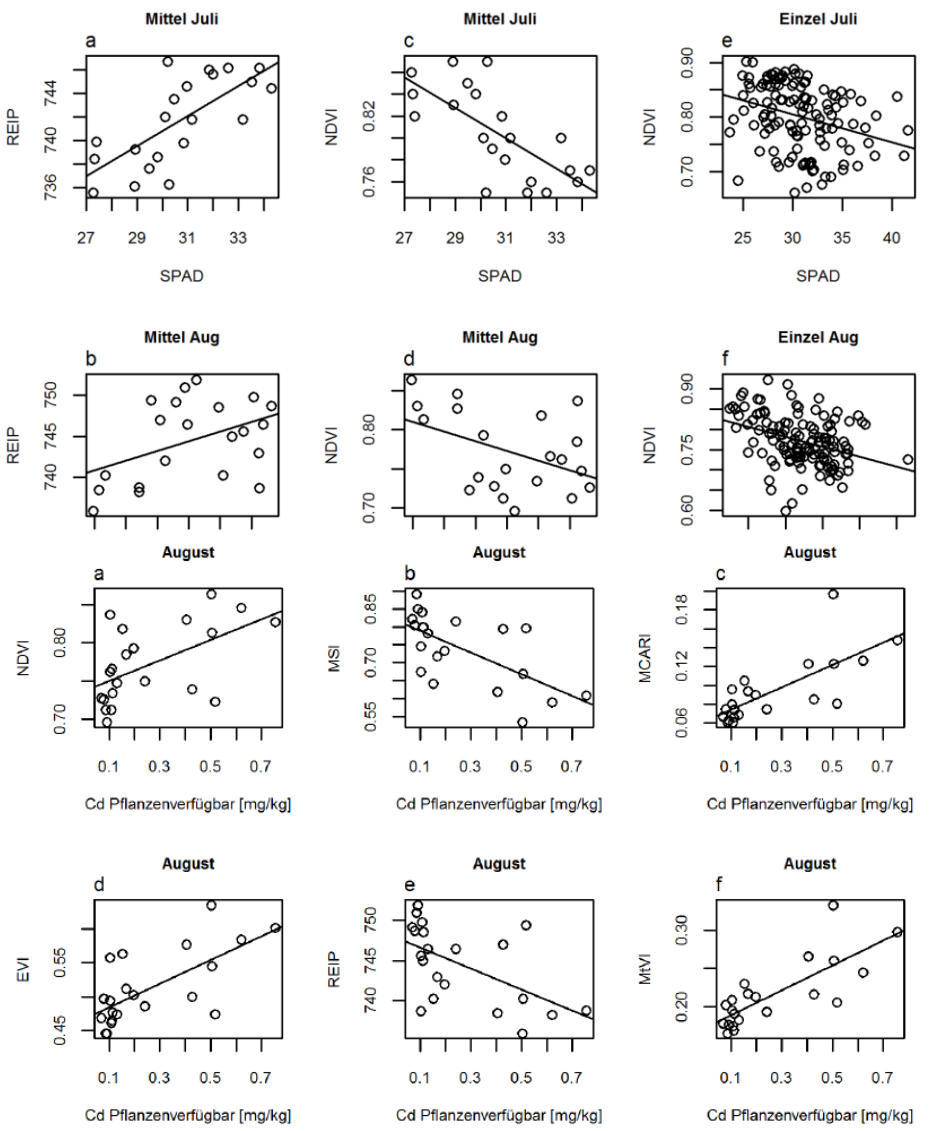 Mittel Juli
a
REIP
744
740
736
27 29 31 33
SPAD
Mittel Juli
c
NDVI
0.82
0.76
27 29 31 33
SPAD
Einzel Juli
e
NDVI
0.90
0.80
0.70
25 30 35 40
SPAD
Mittel Aug
b
REIP
750
745
740
Mittel Aug
d
NDVI
0.80
0.70
Einzel Aug
f
NDVI
0.90
0.75
0.60
August
a
NDVI
0.80
0.70
0.1 0.3 0.5 0.7
Cd Pflanzenverfügbar [mg/kg]
August
b
MSI
0.85
0.70
0.55
0.1 0.3 0.5 0.7
Cd Pflanzenverfügbar [mg/kg]
August
c
MCARI
0.18
0.12
0.06
0.1 0.3 0.5 0.7
Cd Pflanzenverfügbar [mg/kg]
August
d
EVI
0.55
0.45
0.1 0.3 0.5 0.7
Cd Pflanzenverfügbar [mg/kg]
August
e
REIP
750
745
740
0.1 0.3 0.5 0.7
Cd Pflanzenverfügbar [mg/kg]
August
f
MtVI
0.30
0.20
0.1 0.3 0.5 0.7
Cd Pflanzenverfügbar [mg/kg]